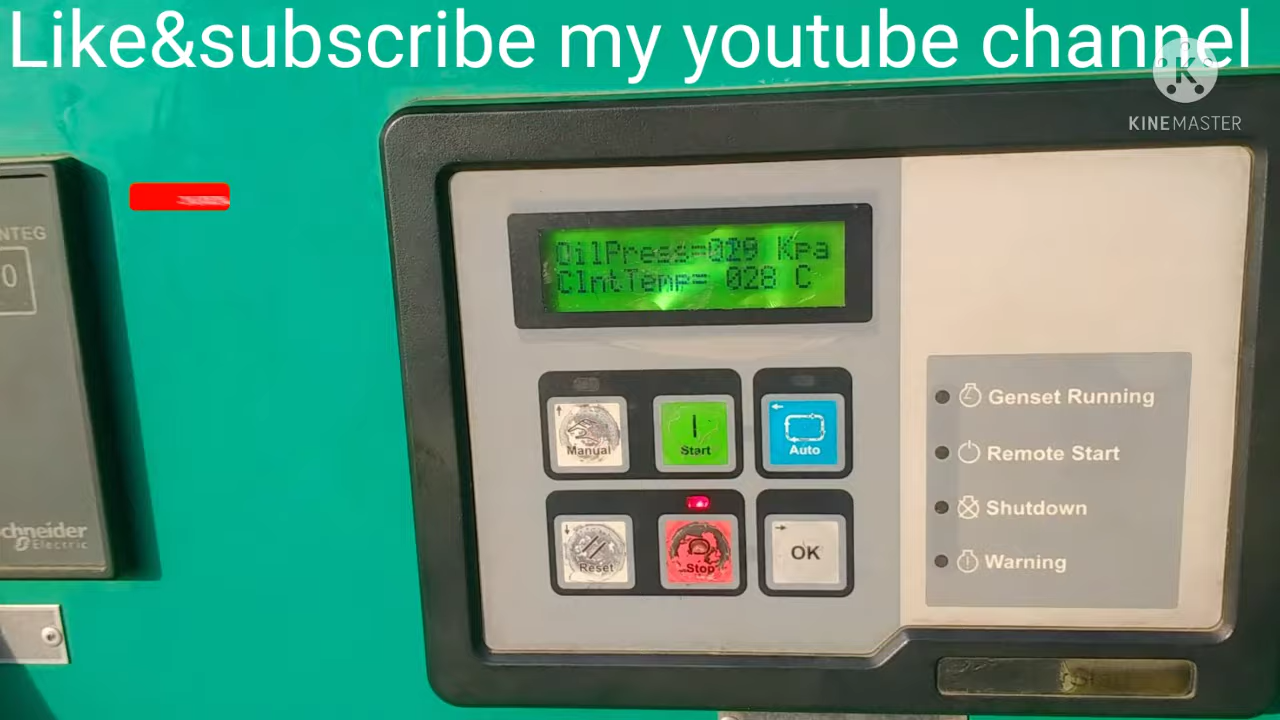 Like&subscribe my youtube channel
KINEMASTER
NTEG
0
OilPress= Kpa
ClntTemp= 028 C
Genset Running
Manual
Start
Auto
Remote Start
Shutdown
chneider
Electric
Reset
Stop
OK
Warning